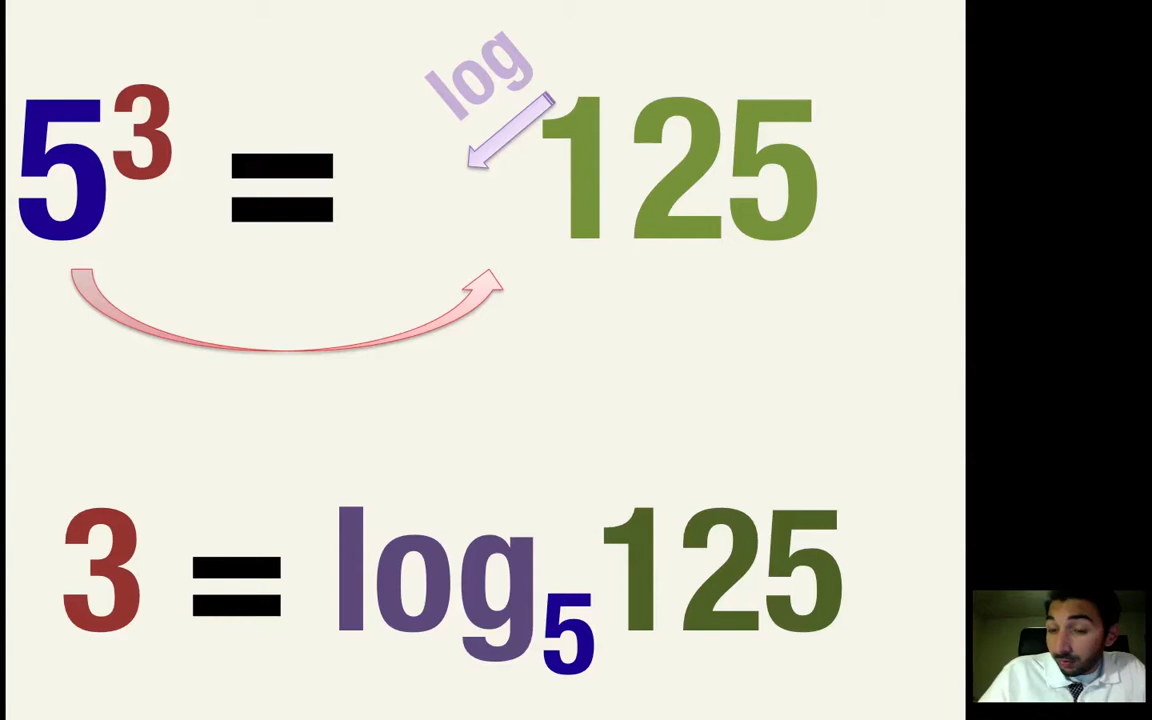 log
5³ = 125
3 = log₅125